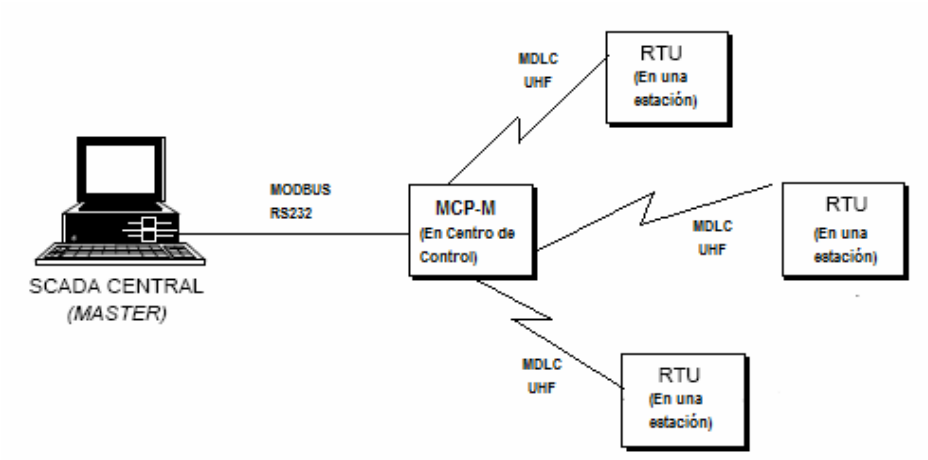 MDLC
UHF
RTU
(En una
estación)
MODBUS
RS232
MCP-M
(En Centro de
Control)
MDLC
UHF
RTU
(En una
estación)
SCADA CENTRAL
(MASTER)
MDLC
UHF
RTU
(En una
estación)